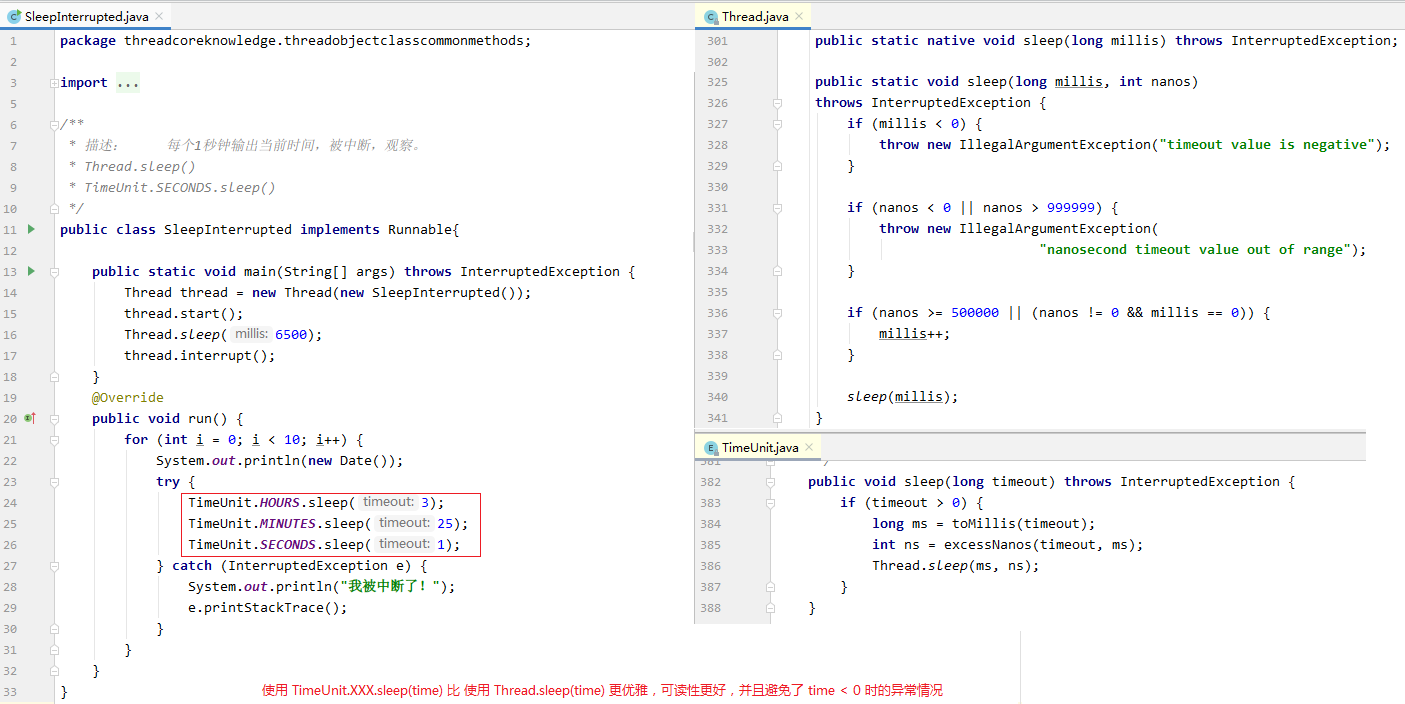 SleepInterrupted.java
1 package threadcoreknowledge.threadobjectclasscommonmethods;
2
3 import ...
5
6 /**
7 * 描述：     每个1秒钟输出当前时间，被中断，观察。
8 * Thread.sleep()
9 * TimeUnit.SECONDS.sleep()
10 */
11 public class SleepInterrupted implements Runnable{
12
13 public static void main(String[] args) throws InterruptedException {
14 Thread thread = new Thread(new SleepInterrupted());
15 thread.start();
16 Thread.sleep( millis: 6500);
17 thread.interrupt();
18 }
19 @Override
20 public void run() {
21 for (int i = 0; i < 10; i++) {
22 System.out.println(new Date());
23 try {
24 TimeUnit.HOURS.sleep( timeout: 3);
25 TimeUnit.MINUTES.sleep( timeout: 25);
26 TimeUnit.SECONDS.sleep( timeout: 1);
27 } catch (InterruptedException e) {
28 System.out.println("我被中断了！");
29 e.printStackTrace();
30 }
31 }
32 }
33 }
Thread.java
301 public static native void sleep(long millis) throws InterruptedException;
302
325 public static void sleep(long millis, int nanos)
326 throws InterruptedException {
327 if (millis < 0) {
328 throw new IllegalArgumentException("timeout value is negative");
329 }
330
331 if (nanos < 0 || nanos > 999999) {
332 throw new IllegalArgumentException(
333 "nanosecond timeout value out of range");
334 }
335
336 if (nanos >= 500000 || (nanos != 0 && millis == 0)) {
337 millis++;
338 }
339
340 sleep(millis);
341 }
TimeUnit.java
381 */
382 public void sleep(long timeout) throws InterruptedException {
383 if (timeout > 0) {
384 long ms = toMillis(timeout);
385 int ns = excessNanos(timeout, ms);
386 Thread.sleep(ms, ns);
387 }
388 }
使用 TimeUnit.XXX.sleep(time) 比 使用 Thread.sleep(time) 更优雅，可读性更好，并且避免了 time < 0 时的异常情况